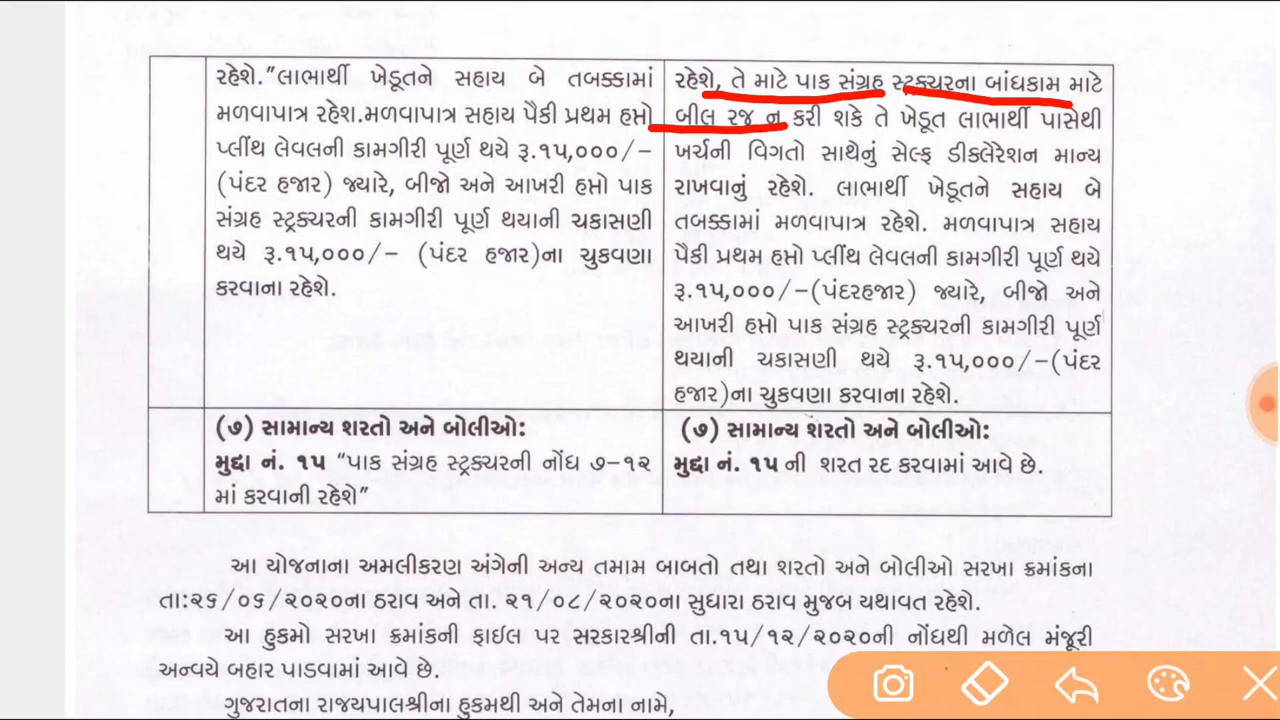 રહેશે."લાભાર્થી ખેડૂતને સહાય બે તબક્કામાં
મળવાપાત્ર રહેશ.મળવાપાત્ર સહાય પૈકી પ્રથમ હપ્તો
પ્લીંથ લેવલની કામગીરી પૂર્ણ થયે રૂ.૧૫,૦૦૦/-
(પંદર હજાર) જ્યારે, બીજો અને આખરી હપ્તો પાક
સંગ્રહ સ્ટ્રક્ચરની કામગીરી પૂર્ણ થયાની ચકાસણી
થયે રૂ.૧૫,૦૦૦/- (પંદર હજાર)ના ચુકવણા
કરવાના રહેશે.
રહેશે, તે માટે પાક સંગ્રહ સ્ટ્રક્ચરના બાંધકામ માટે
બીલ રજ ન કરી શકે તે ખેડૂત લાભાર્થી પાસેથી
ખર્ચની વિગતો સાથેનું સેલ્ફ ડીક્લેરેશન માન્ય
રાખવાનું રહેશે. લાભાર્થી ખેડૂતને સહાય બે
તબક્કામાં મળવાપાત્ર રહેશે. મળવાપાત્ર સહાય
પૈકી પ્રથમ હપ્તો પ્લીંથ લેવલની કામગીરી પૂર્ણ થયે
રૂ.૧૫,૦૦૦/-(પંદરહજાર) જ્યારે, બીજો અને
આખરી હપ્તો પાક સંગ્રહ સ્ટ્રક્ચરની કામગીરી પૂર્ણ
થયાની ચકાસણી થયે રૂ.૧૫,૦૦૦/-(પંદર
હજાર)ના ચુકવણા કરવાના રહેશે.
(૭) સામાન્ય શરતો અને બોલીઓ:
મુદ્દા નં. ૧૫ "પાક સંગ્રહ સ્ટ્રક્ચરની નોંધ ૭-૧૨
માં કરવાની રહેશે"
(૭) સામાન્ય શરતો અને બોલીઓ:
મુદ્દા નં. ૧૫ ની શરત રદ કરવામાં આવે છે.
આ યોજનાના અમલીકરણ અંગેની અન્ય તમામ બાબતો તથા શરતો અને બોલીઓ સરખા ક્રમાંકના
તા:૨૬/૦૬/૨૦૨૦ના ઠરાવ અને તા. ૨૧/૦૮/૨૦૨૦ના સુધારા ઠરાવ મુજબ યથાવત રહેશે.
આ હુકમો સરખા ક્રમાંકની ફાઈલ પર સરકારશ્રીની તા.૧૫/૧૨/૨૦૨૦ની નોંધથી મળેલ મંજૂરી
અન્વયે બહાર પાડવામાં આવે છે.
ગુજરાતના રાજ્યપાલશ્રીના હુકમથી અને તેમના નામે,